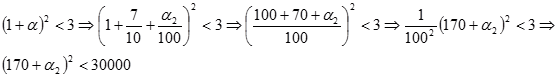 (1+α)² < 3 ⇒ (1 + 7/10 + α₂/100)² < 3 ⇒ ((100 + 70 + α₂)/100)² < 3 ⇒ 1/100² (170 + α₂)² < 3 ⇒
(170 + α₂)² < 30000